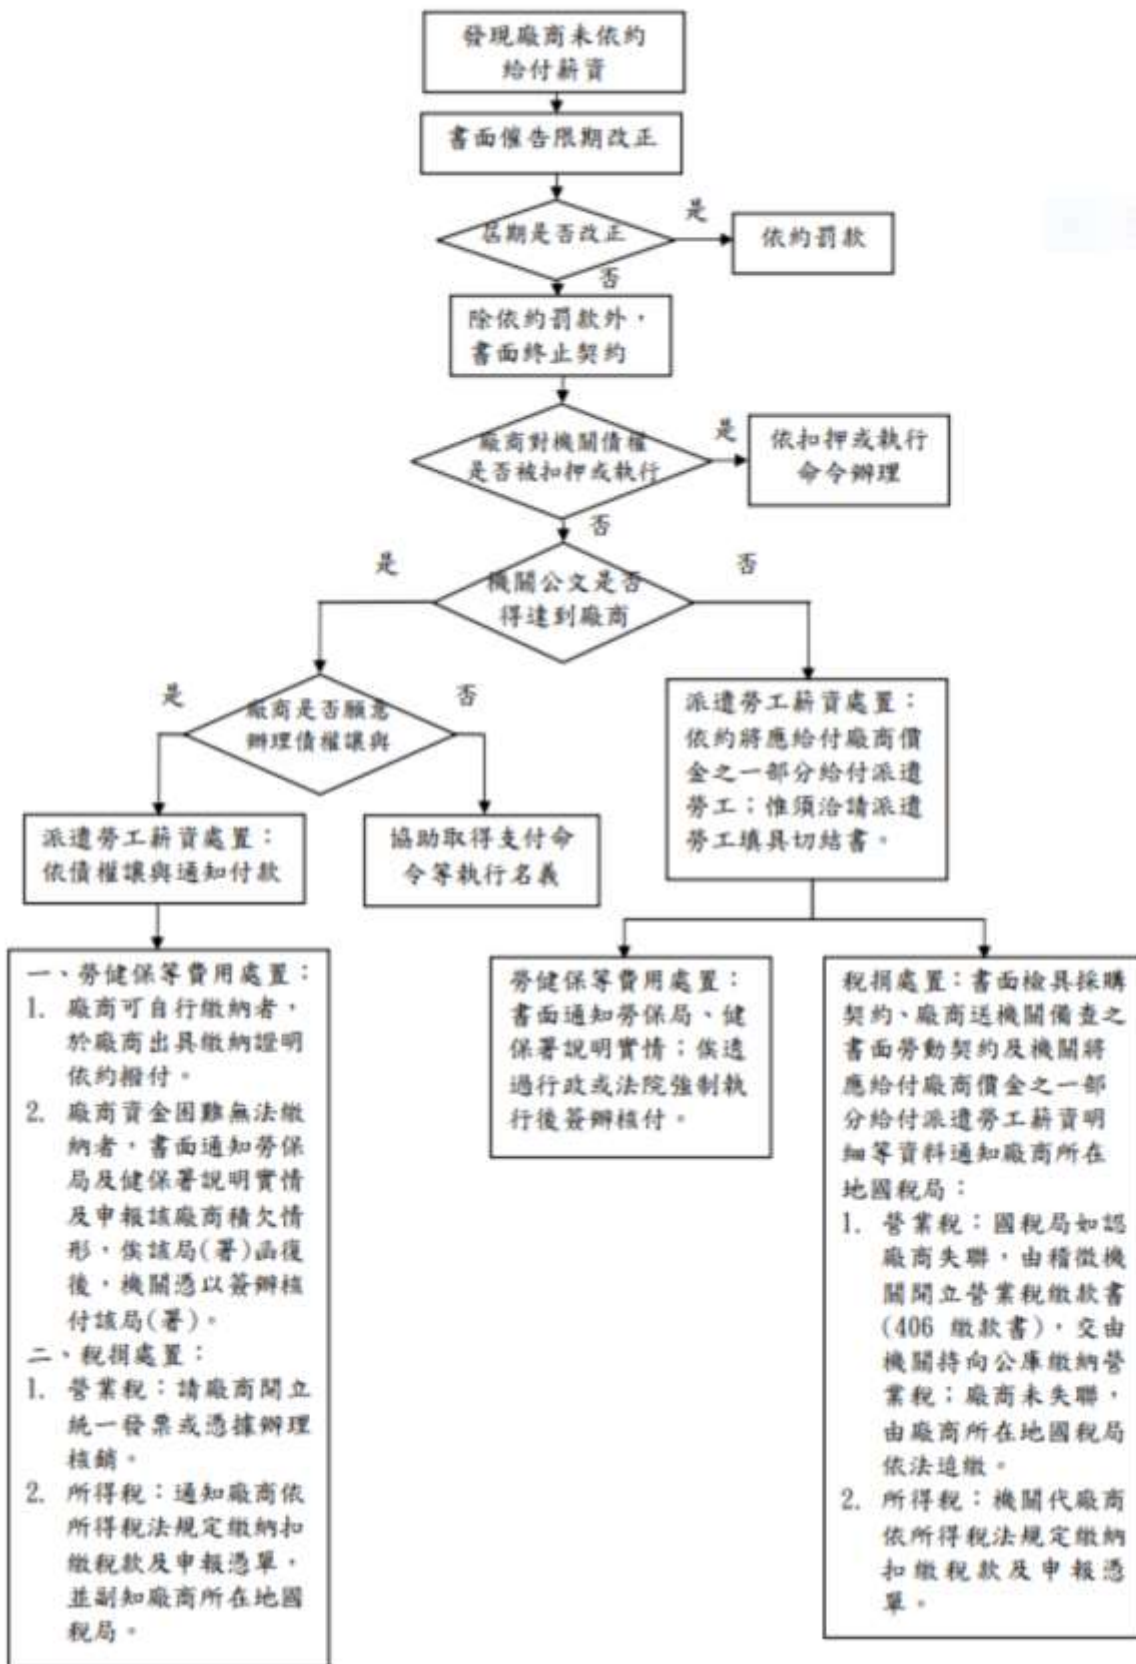 發現廠商未依約
給付薪資
書面催告限期改正
屆期是否改正
是
依約罰款
否
除依約罰款外，
書面終止契約
廠商對機關債權
是否被扣押或執行
是
依扣押或執行
命令辦理
否
機關公文是否
得達到廠商
是
否
廠商是否願意
辦理債權讓與
是
否
派遣勞工薪資處置：
依約將應給付廠商價
金之一部分給付派遣
勞工；惟須洽請派遣
勞工填具切結書。
派遣勞工薪資處置：
依債權讓與通知付款
協助取得支付命
令等執行名義
一、勞健保等費用處置：
1. 廠商可自行繳納者，
於廠商出具繳納證明
依約撥付。
2. 廠商資金困難無法繳
納者，書面通知勞保
局及健保署說明實情
及申報該廠商積欠情
形，俟該局(署)函復
後，機關憑以簽辦核
付該局(署)。
二、稅捐處置：
1. 營業稅：請廠商開立
統一發票或憑據辦理
核銷。
2. 所得稅：通知廠商依
所得稅法規定繳納扣
繳稅款及申報憑單，
並副知廠商所在地國
稅局。
勞健保等費用處置：
書面通知勞保局、健
保署說明實情；俟透
過行政或法院強制執
行後簽辦核付。
稅捐處置：書面檢具採購
契約、廠商送機關備查之
書面勞動契約及機關將
應給付廠商價金之一部
分給付派遣勞工薪資明
細等資料通知廠商所在
地國稅局：
1. 營業稅：國稅局如認
廠商失聯，由稽徵機
關開立營業稅繳款書
(406 繳款書)，交由
機關持向公庫繳納營
業稅；廠商未失聯，
由廠商所在地國稅局
依法追繳。
2. 所得稅：機關代廠商
依所得稅法規定繳納
扣繳稅款及申報憑
單。